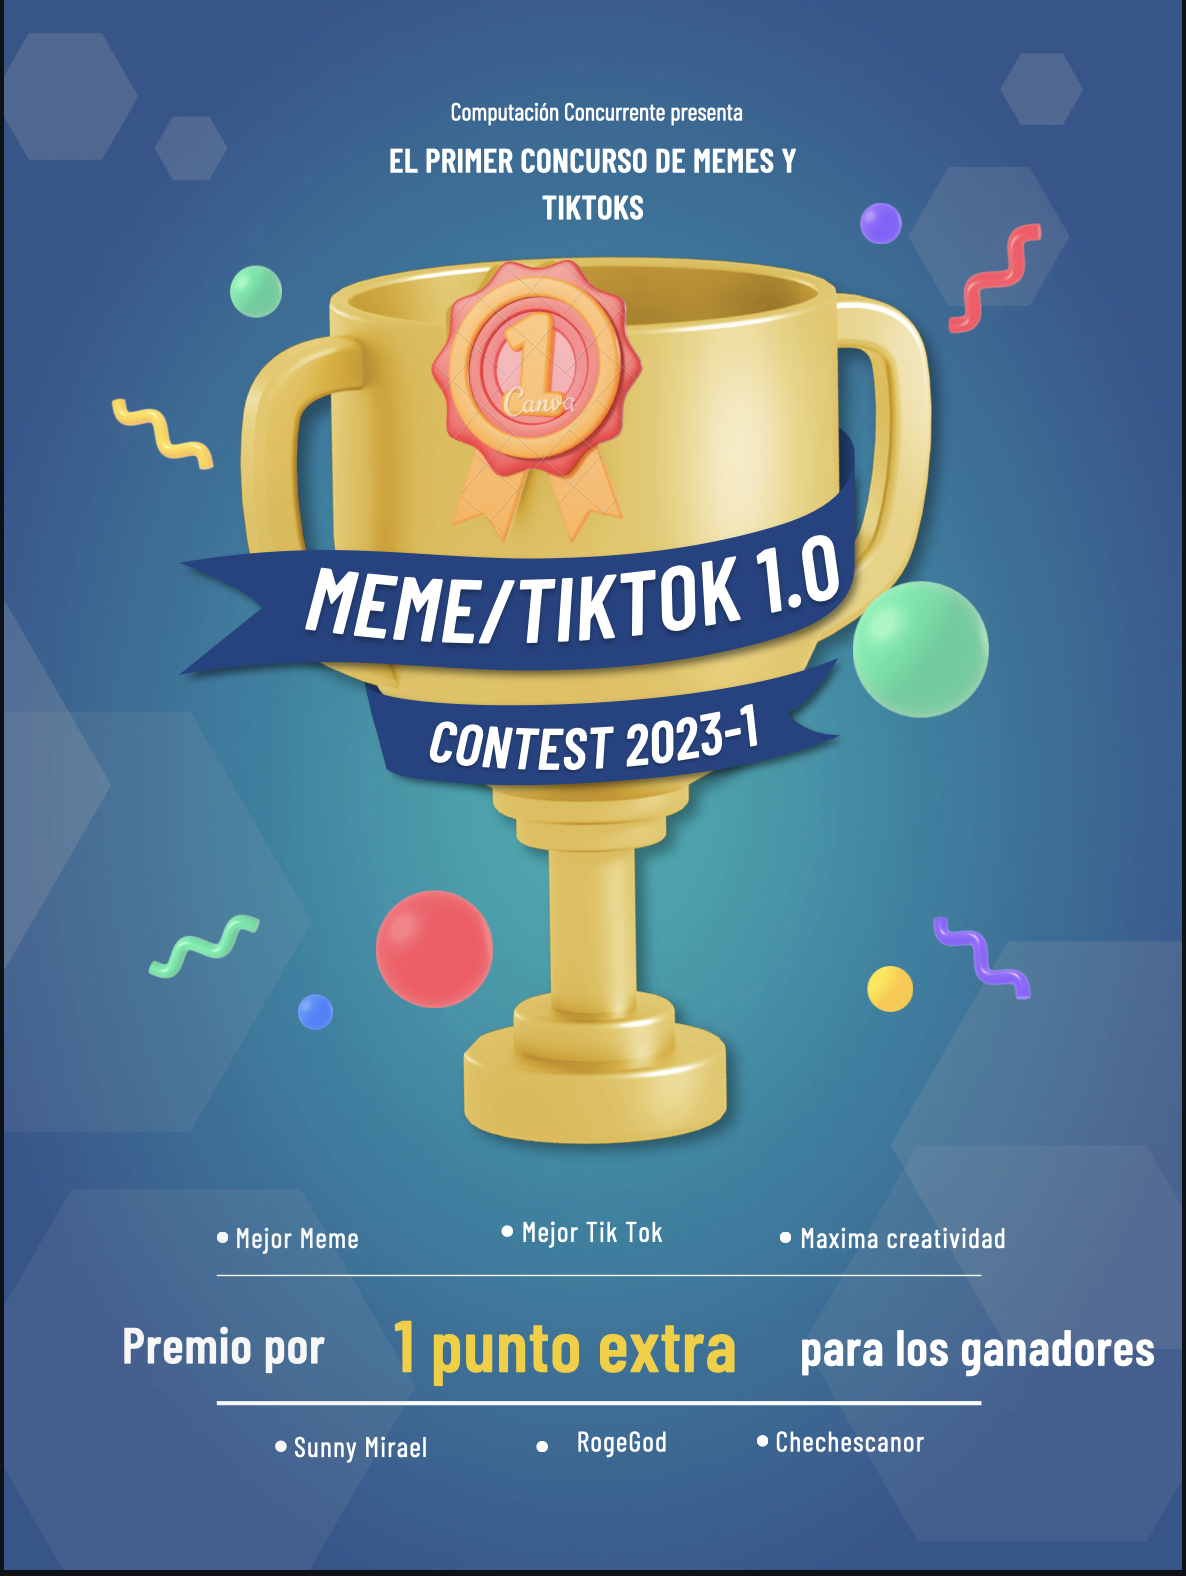 Computación Concurrente presenta
EL PRIMER CONCURSO DE MEMES Y
TIKTOKS
1
Canva
MEME/TIKTOK 1.0
CONTEST 2023-1
• Mejor Meme
• Mejor Tik Tok
• Maxima creatividad
Premio por 1 punto extra para los ganadores
• Sunny Mirael
• RogeGod
• Chechescanor